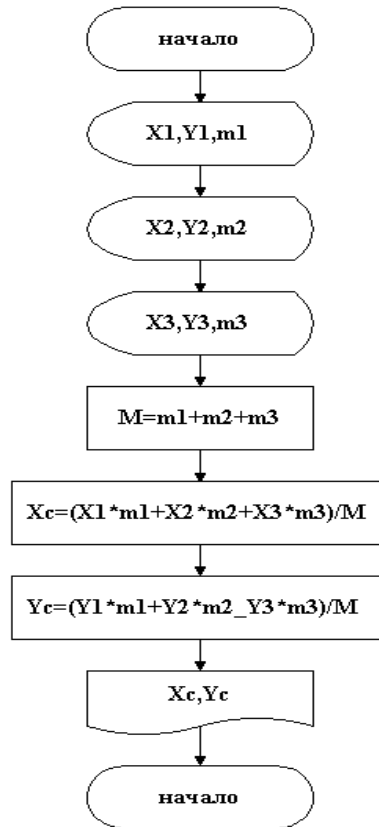 начало
X1,Y1,m1
X2,Y2,m2
X3,Y3,m3
M=m1+m2+m3
Xc=(X1*m1+X2*m2+X3*m3)/M
Yc=(Y1*m1+Y2*m2_Y3*m3)/M
Xc,Yc
начало